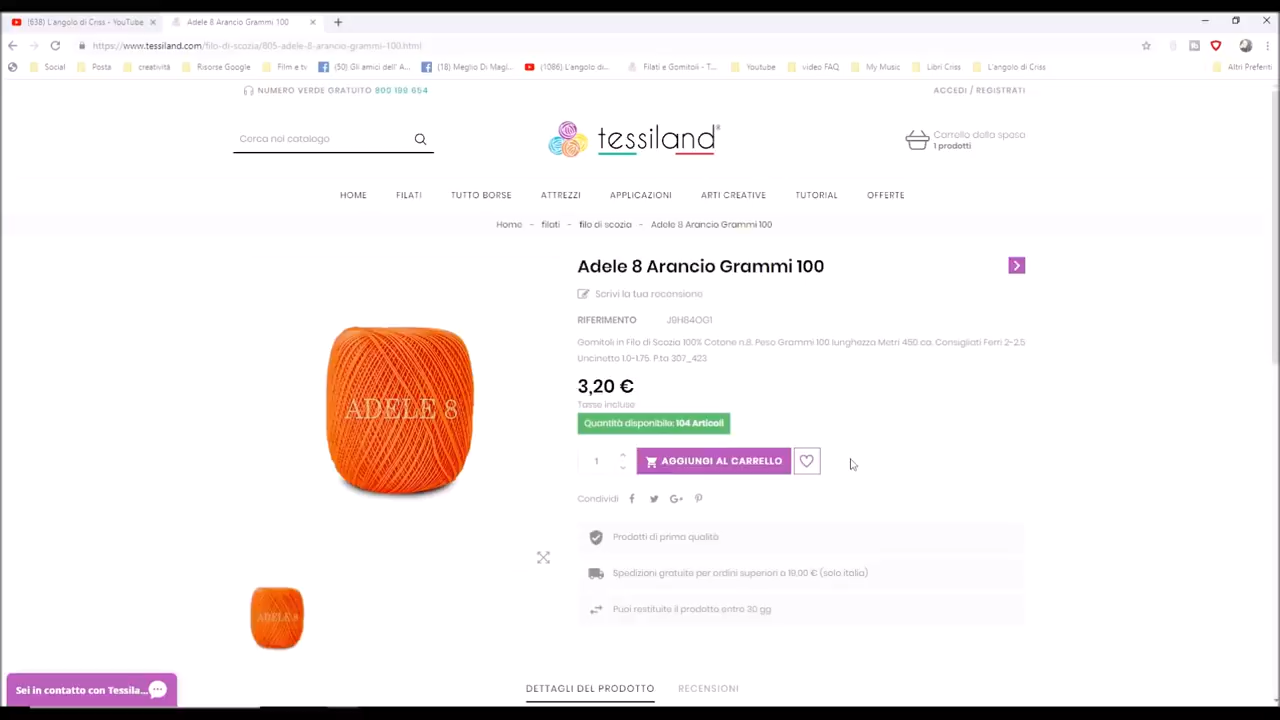 (638) L'angolo di Criss - YouTube
Adele 8 Arancio Grammi 100
https://www.tessiland.com/filo-di-scozia/805-adele-8-arancio-grammi-100.html
Social
Posta
creatività
Risorse Google
Film e tv
(50) Gli amici dell' A...
(18) Meglio Di Magi...
(1086) L'angolo di...
Filati e Gomitoli - T...
Youtube
video FAQ
My Music
Libri Criss
L'angolo di Criss
Altri Preferiti
NUMERO VERDE GRATUITO 800 198 654
ACCEDI / REGISTRATI
Cerca nel catalogo
tessiland®
Carrello della spesa
1 prodotti
HOME
FILATI
TUTTO BORSE
ATTREZZI
APPLICAZIONI
ARTI CREATIVE
TUTORIAL
OFFERTE
Home - filati - filo di scozia - Adele 8 Arancio Grammi 100
Adele 8 Arancio Grammi 100
Scrivi la tua recensione
RIFERIMENTO J9H64OG1
Gomitoli in Filo di Scozia 100% Cotone n.8. Peso Grammi 100 lunghezza Metri 450 ca. Consigliati Ferri 2-2.5
Uncinetto 1.0-1.75. P.ta 307_423
3,20 €
Tasse incluse
Quantità disponibile: 104 Articoli
1
AGGIUNGI AL CARRELLO
Condividi
Prodotti di prima qualità
Spedizioni gratuite per ordini superiori a 19,00 € (solo italia)
Puoi restituire il prodotto entro 30 gg
ADELE 8
ADELE 8
Sei in contatto con Tessila...
DETTAGLI DEL PRODOTTO
RECENSIONI